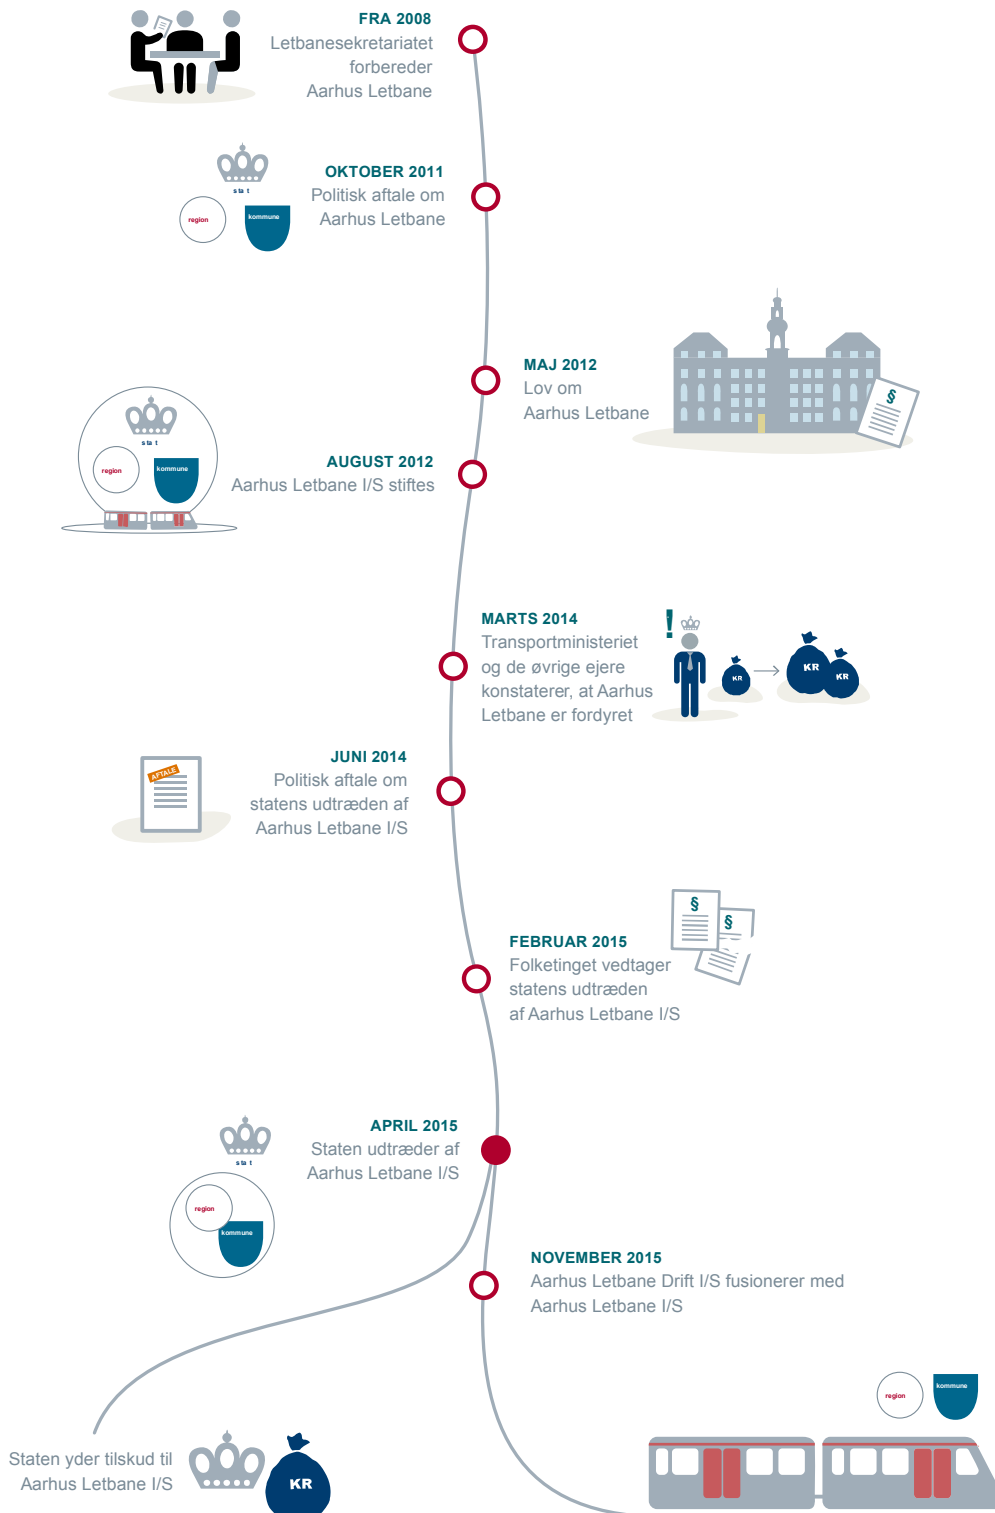 FRA 2008
Letbanesekretariatet
forbereder
Aarhus Letbane
stat
region
kommune
OKTOBER 2011
Politisk aftale om
Aarhus Letbane
MAJ 2012
Lov om
Aarhus Letbane
§
stat
region
kommune
AUGUST 2012
Aarhus Letbane I/S stiftes
MARTS 2014
Transportministeriet
og de øvrige ejere
konstaterer, at Aarhus
Letbane er fordyret
!
KR
KR
KR
AFTALE
JUNI 2014
Politisk aftale om
statens udtræden af
Aarhus Letbane I/S
§
§
FEBRUAR 2015
Folketinget vedtager
statens udtræden
af Aarhus Letbane I/S
stat
region
kommune
APRIL 2015
Staten udtræder af
Aarhus Letbane I/S
NOVEMBER 2015
Aarhus Letbane Drift I/S fusionerer med
Aarhus Letbane I/S
region
kommune
Staten yder tilskud til
Aarhus Letbane I/S
KR